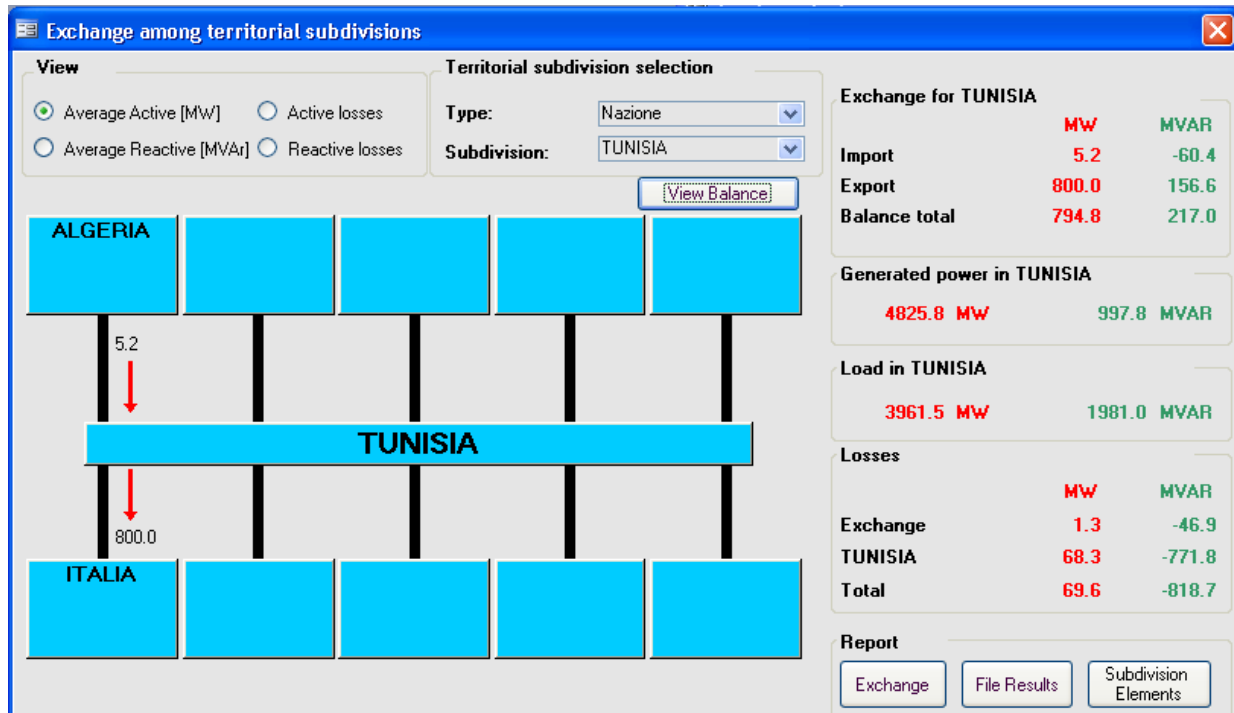 Exchange among territorial subdivisions
View
Average Active [MW] Active losses
Average Reactive [MVAr] Reactive losses
Territorial subdivision selection
Type: Nazione
Subdivision: TUNISIA
View Balance
ALGERIA
5.2
TUNISIA
800.0
ITALIA
Exchange for TUNISIA
MW MVAR
Import 5.2 -60.4
Export 800.0 156.6
Balance total 794.8 217.0
Generated power in TUNISIA
4825.8 MW 997.8 MVAR
Load in TUNISIA
3961.5 MW 1981.0 MVAR
Losses
MW MVAR
Exchange 1.3 -46.9
TUNISIA 68.3 -771.8
Total 69.6 -818.7
Report
Exchange
File Results
Subdivision
Elements